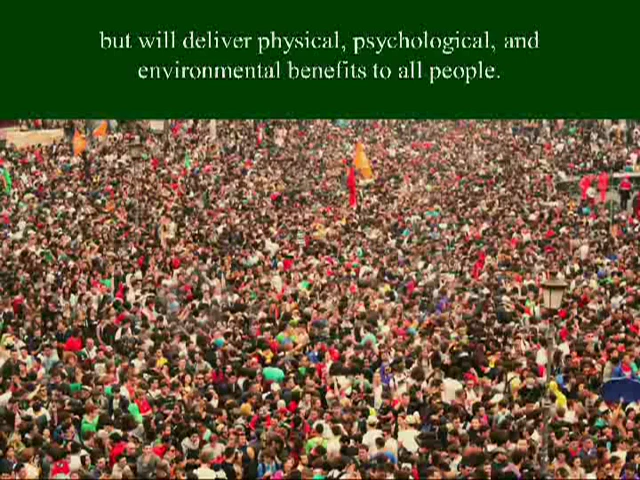 but will deliver physical, psychological, and
environmental benefits to all people.